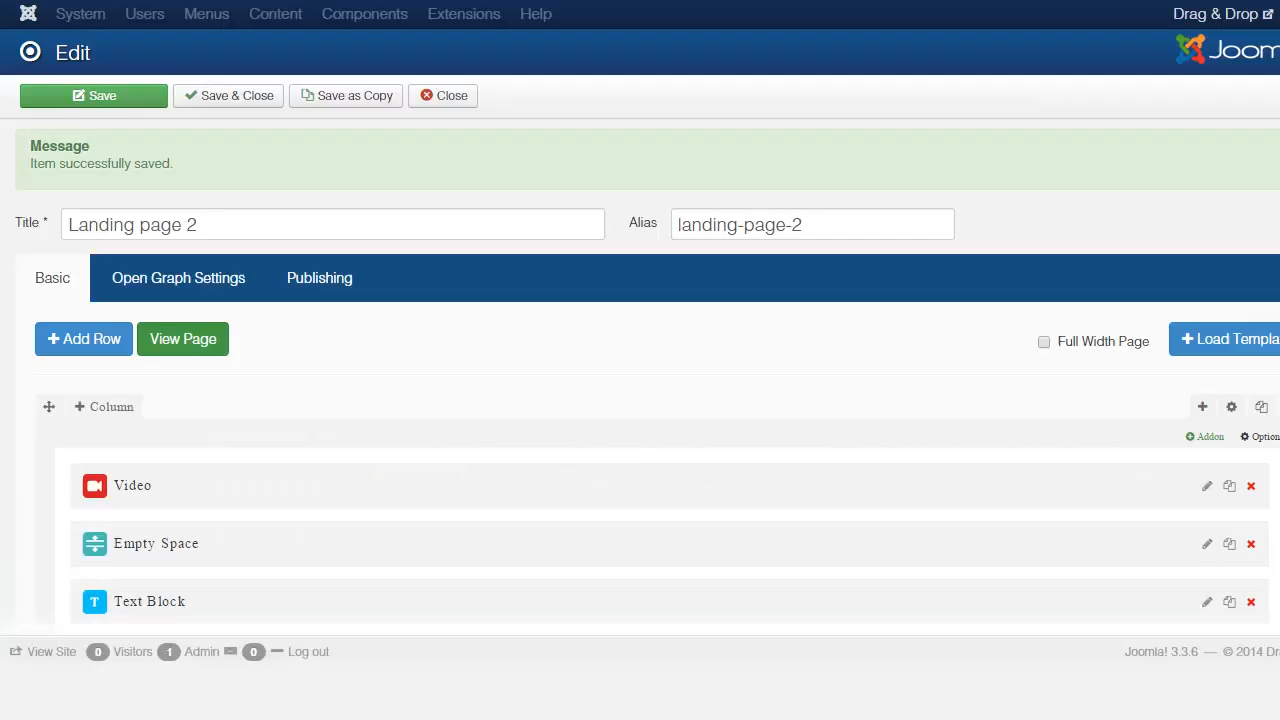 System Users Menus Content Components Extensions Help Drag & Drop
Edit Joom
Save Save & Close Save as Copy Close
Message
Item successfully saved.
Title * Landing page 2 Alias landing-page-2
Basic Open Graph Settings Publishing
+ Add Row View Page Full Width Page + Load Templa
+ Column
Addon Option
Video
Empty Space
T Text Block
View Site 0 Visitors 1 Admin 0 Log out Joomla! 3.3.6 — © 2014 Dr